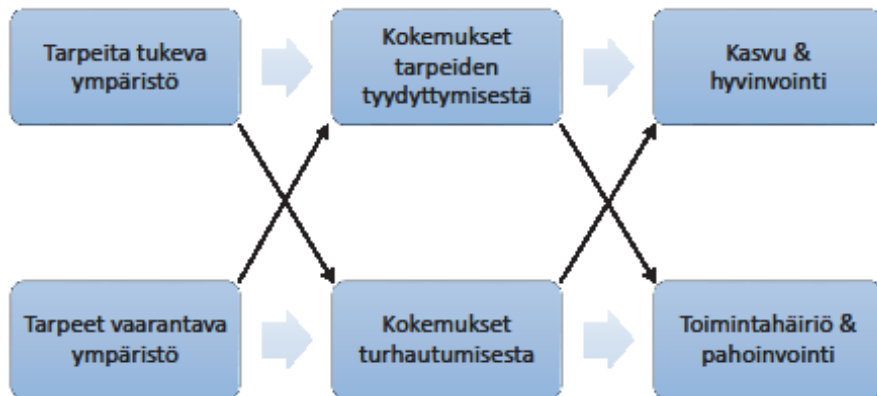 Tarpeita tukeva
ympäristö
Kokemukset
tarpeiden
tyydyttymisestä
Kasvu &
hyvinvointi
Tarpeet vaarantava
ympäristö
Kokemukset
turhautumisesta
Toimintahäiriö &
pahoinvointi